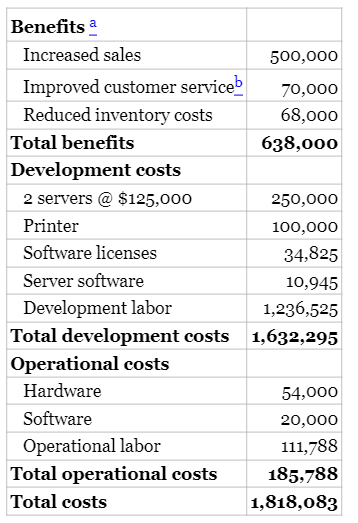 Benefits a
Increased sales 500,000
Improved customer service b 70,000
Reduced inventory costs 68,000
Total benefits 638,000
Development costs
2 servers @ $125,000 250,000
Printer 100,000
Software licenses 34,825
Server software 10,945
Development labor 1,236,525
Total development costs 1,632,295
Operational costs
Hardware 54,000
Software 20,000
Operational labor 111,788
Total operational costs 185,788
Total costs 1,818,083